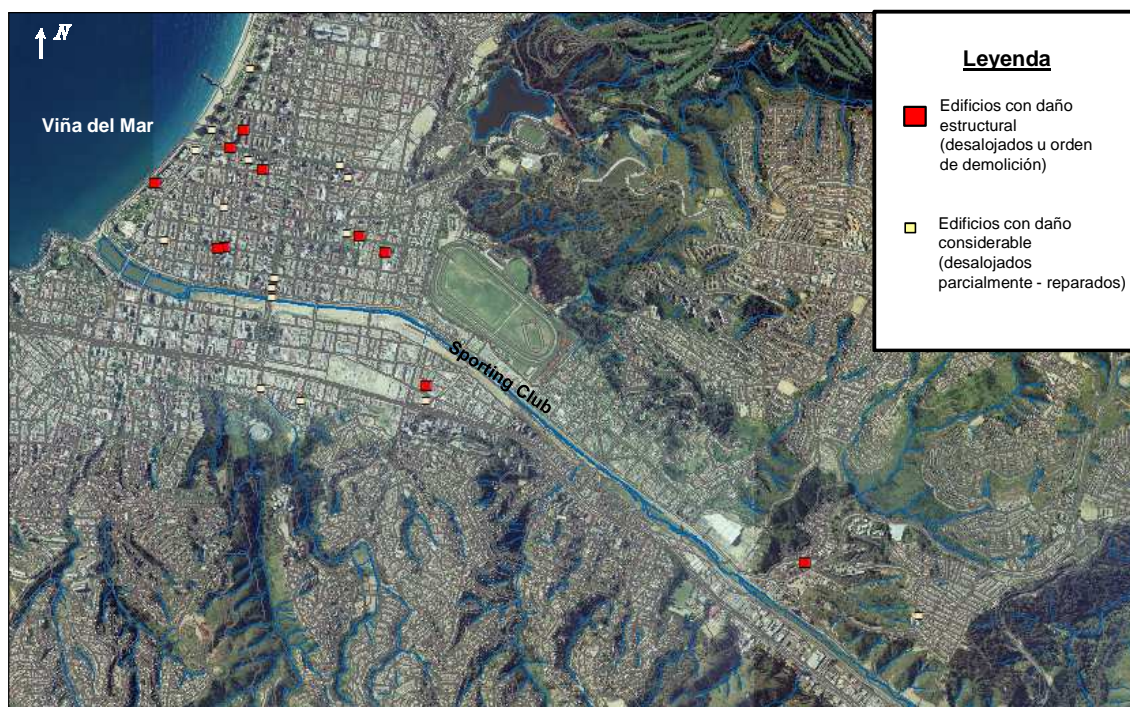 N
Viña del Mar
Sporting Club
Leyenda
Edificios con daño
estructural
(desalojados u orden
de demolición)
Edificios con daño
considerable
(desalojados
parcialmente - reparados)